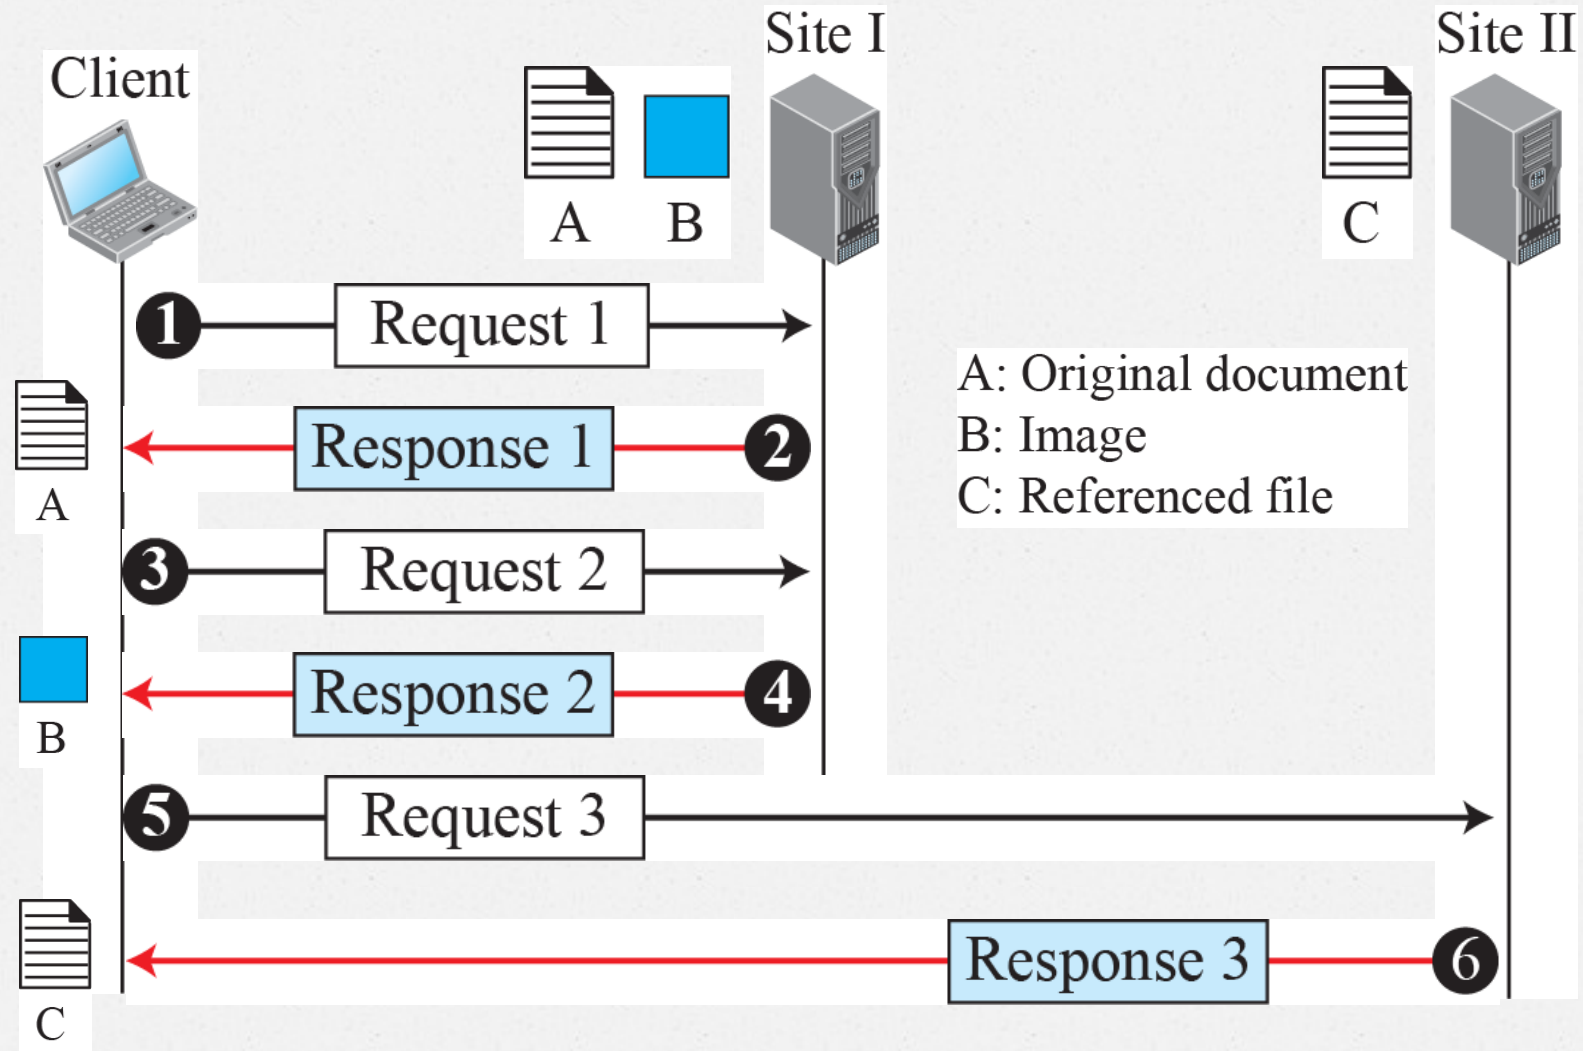 Client
Site I
Site II
A
B
C
1
Request 1
A: Original document
B: Image
C: Referenced file
Response 1
2
A
3
Request 2
Response 2
4
B
5
Request 3
Response 3
6
C